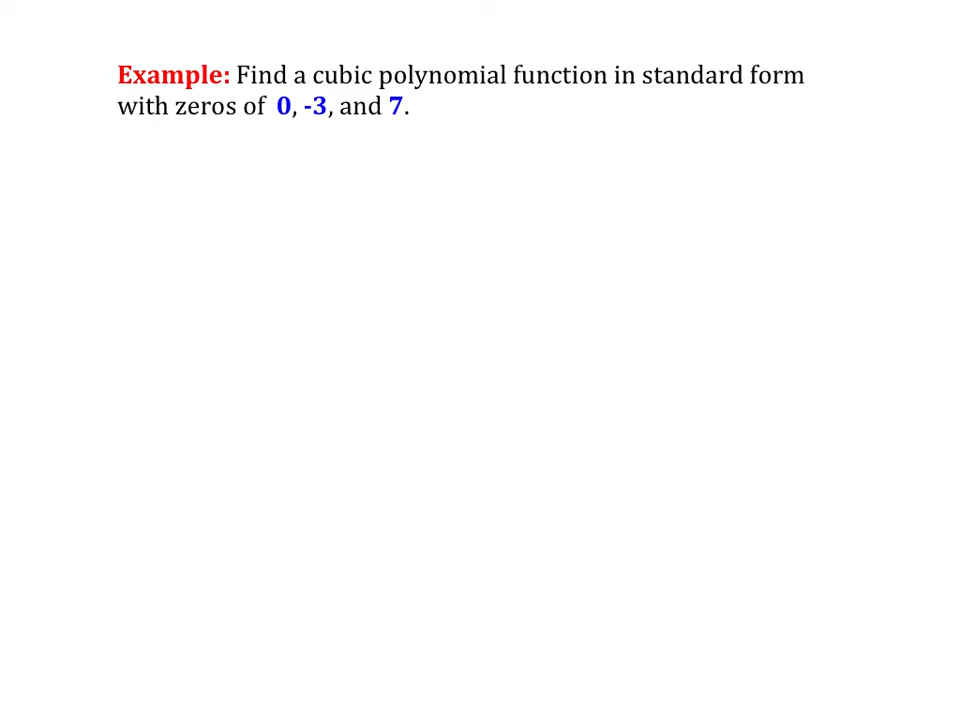 Example: Find a cubic polynomial function in standard form
with zeros of 0, -3, and 7.